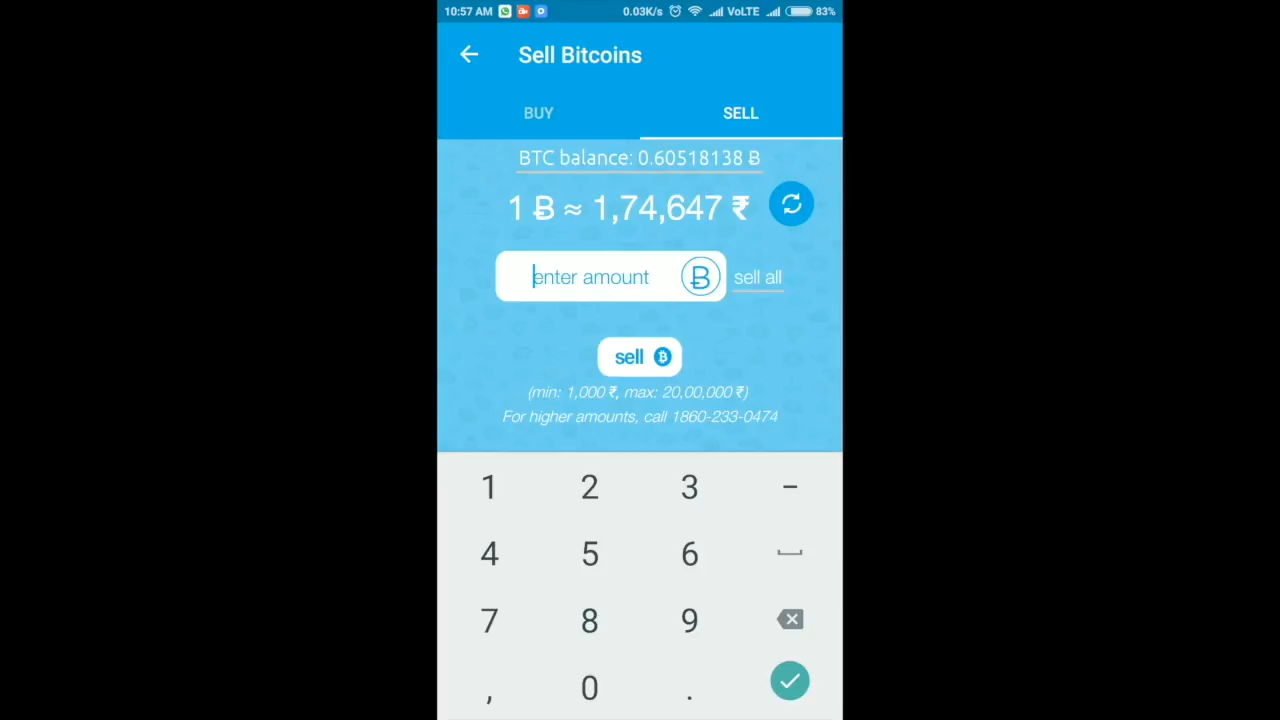 10:57 AM 0.03K/s VoLTE 83%
Sell Bitcoins
BUY SELL
BTC balance: 0.60518138 Ƀ
1 Ƀ ≈ 1,74,647 ₹
enter amount Ƀ sell all
sell
(min: 1,000 ₹, max: 20,00,000 ₹)
For higher amounts, call 1860-233-0474
1 2 3 -
4 5 6
7 8 9
, 0 .